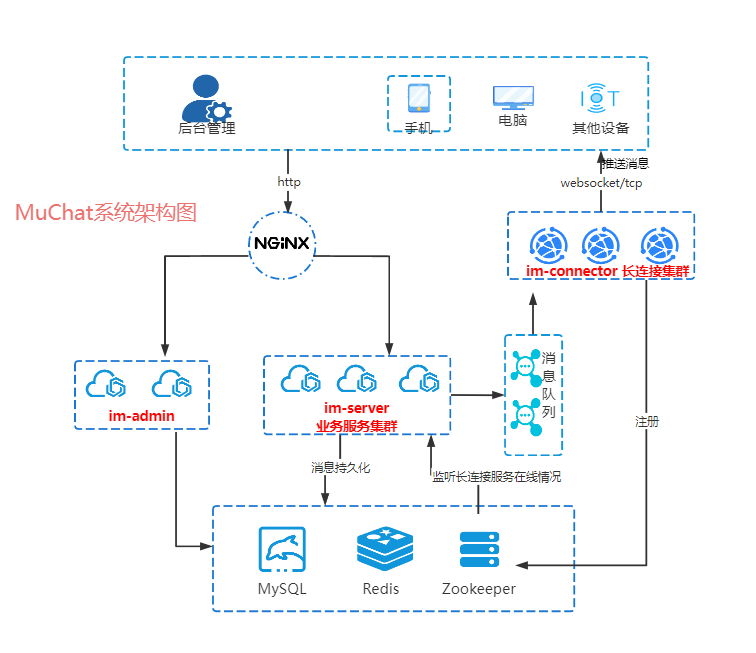 后台管理
手机
电脑
IOT
其他设备
http
推送消息
websocket/tcp
MuChat系统架构图
NGINX
im-connector 长连接集群
im-admin
im-server
业务服务集群
消息队列
注册
消息持久化
监听长连接服务在线情况
MySQL
Redis
Zookeeper